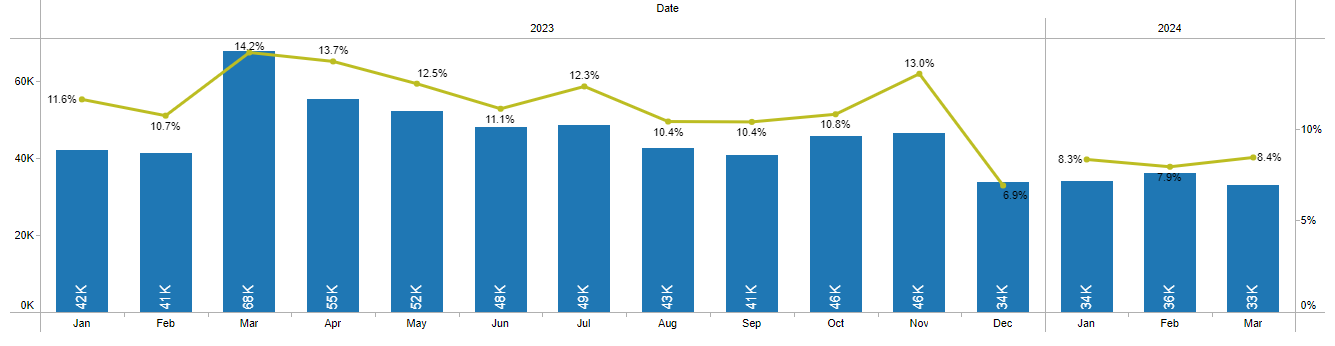 Date
2023 2024
14.2% 13.7% 13.0%
12.5% 12.3%
60K
11.6% 10.7% 11.1% 10.4% 10.4% 10.8% 10%
40K 8.3% 7.9% 8.4%
6.9%
20K 5%
0K 42K 41K 68K 55K 52K 48K 49K 43K 41K 46K 46K 34K 34K 36K 33K 0%
Jan Feb Mar Apr May Jun Jul Aug Sep Oct Nov Dec Jan Feb Mar